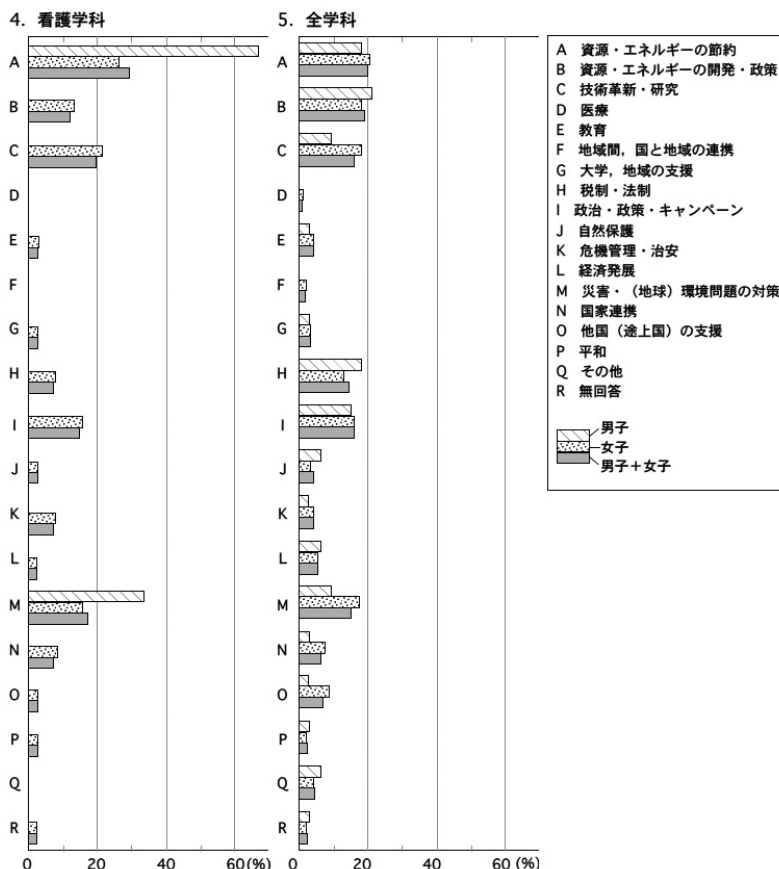 4. 看護学科
A
B
C
D
E
F
G
H
I
J
K
L
M
N
O
P
Q
R
0 20 40 60(%)
5. 全学科
A
B
C
D
E
F
G
H
I
J
K
L
M
N
O
P
Q
R
0 20 40 60 (%)
A 資源・エネルギーの節約
B 資源・エネルギーの開発・政策
C 技術革新・研究
D 医療
E 教育
F 地域間，国と地域の連携
G 大学，地域の支援
H 税制・法制
I 政治・政策・キャンペーン
J 自然保護
K 危機管理・治安
L 経済発展
M 災害・（地球）環境問題の対策
N 国家連携
O 他国（途上国）の支援
P 平和
Q その他
R 無回答
男子
女子
男子＋女子